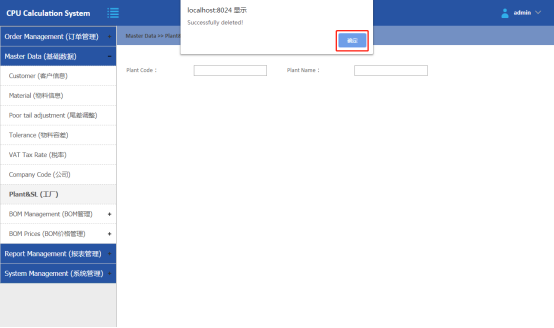 CPU Calculation System
admin
localhost:8024 显示
Successfully deleted!
确定
Order Management (订单管理)
Master Data >> Plant
Master Data (基础数据)
Customer (客户信息)
Plant Code :
Plant Name :
Material (物料信息)
Poor tail adjustment (尾差调整)
Tolerance (物料容差)
VAT Tax Rate (税率)
Company Code (公司)
Plant&SL (工厂)
BOM Management (BOM管理) +
BOM Prices (BOM价格管理) +
Report Management (报表管理)
System Management (系统管理)